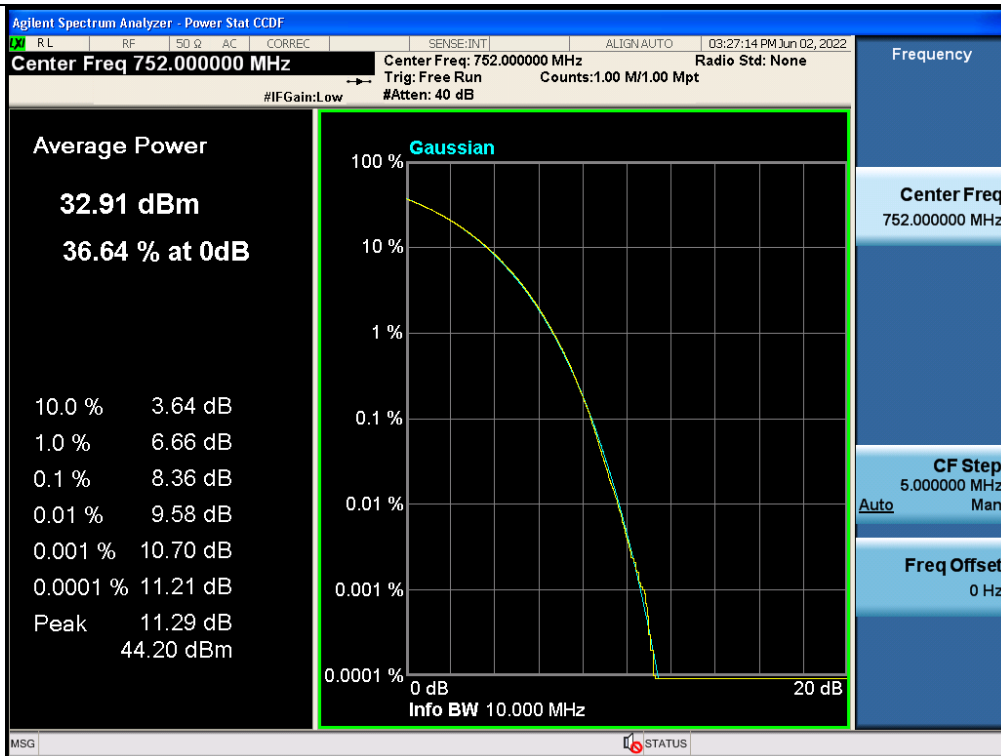 Agilent Spectrum Analyzer - Power Stat CCDF
LXI RL RF 50 Ω AC CORREC SENSE:INT ALIGN AUTO 03:27:14 PM Jun 02, 2022
Center Freq 752.000000 MHz
Center Freq: 752.000000 MHz Radio Std: None
Trig: Free Run Counts:1.00 M/1.00 Mpt
#IFGain:Low #Atten: 40 dB
Average Power
32.91 dBm
36.64 % at 0dB
10.0 % 3.64 dB
1.0 % 6.66 dB
0.1 % 8.36 dB
0.01 % 9.58 dB
0.001 % 10.70 dB
0.0001 % 11.21 dB
Peak 11.29 dB
44.20 dBm
Gaussian
100 %
10 %
1 %
0.1 %
0.01 %
0.001 %
0.0001 %
0 dB 20 dB
Info BW 10.000 MHz
Frequency
Center Freq
752.000000 MHz
CF Step
5.000000 MHz
Auto Man
Freq Offset
0 Hz
MSG STATUS